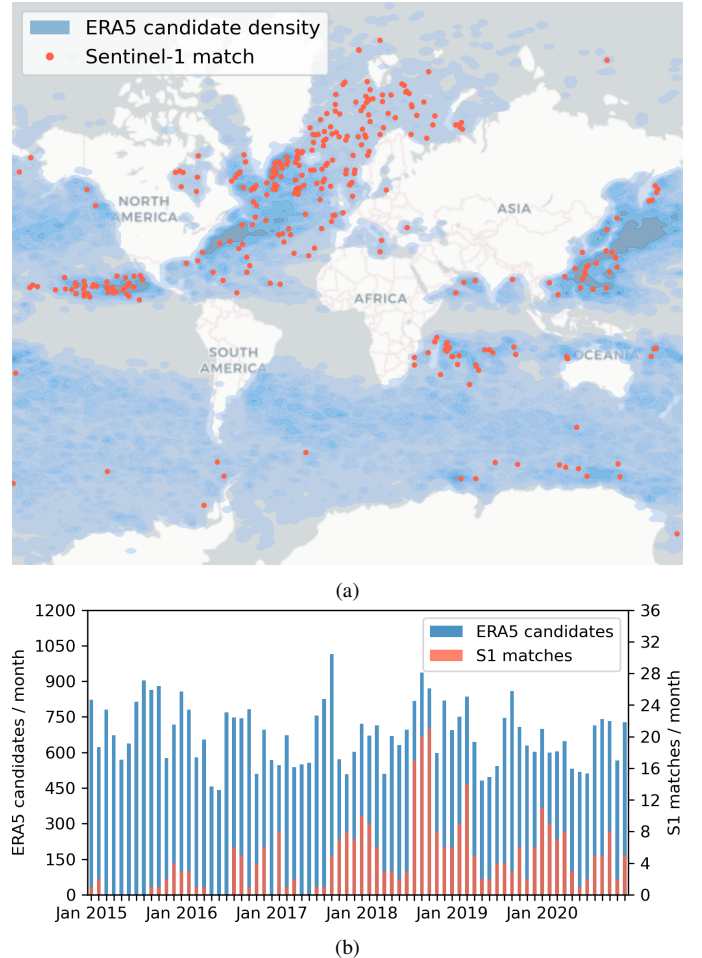 ERA5 candidate density
Sentinel-1 match
NORTH
AMERICA
ASIA
AFRICA
SOUTH
AMERICA
OCEANIA
(a)
1200
1050
900
750
600
450
300
150
0
ERA5 candidates / month
36
32
28
24
20
16
12
8
4
0
S1 matches / month
ERA5 candidates
S1 matches
Jan 2015
Jan 2016
Jan 2017
Jan 2018
Jan 2019
Jan 2020
(b)